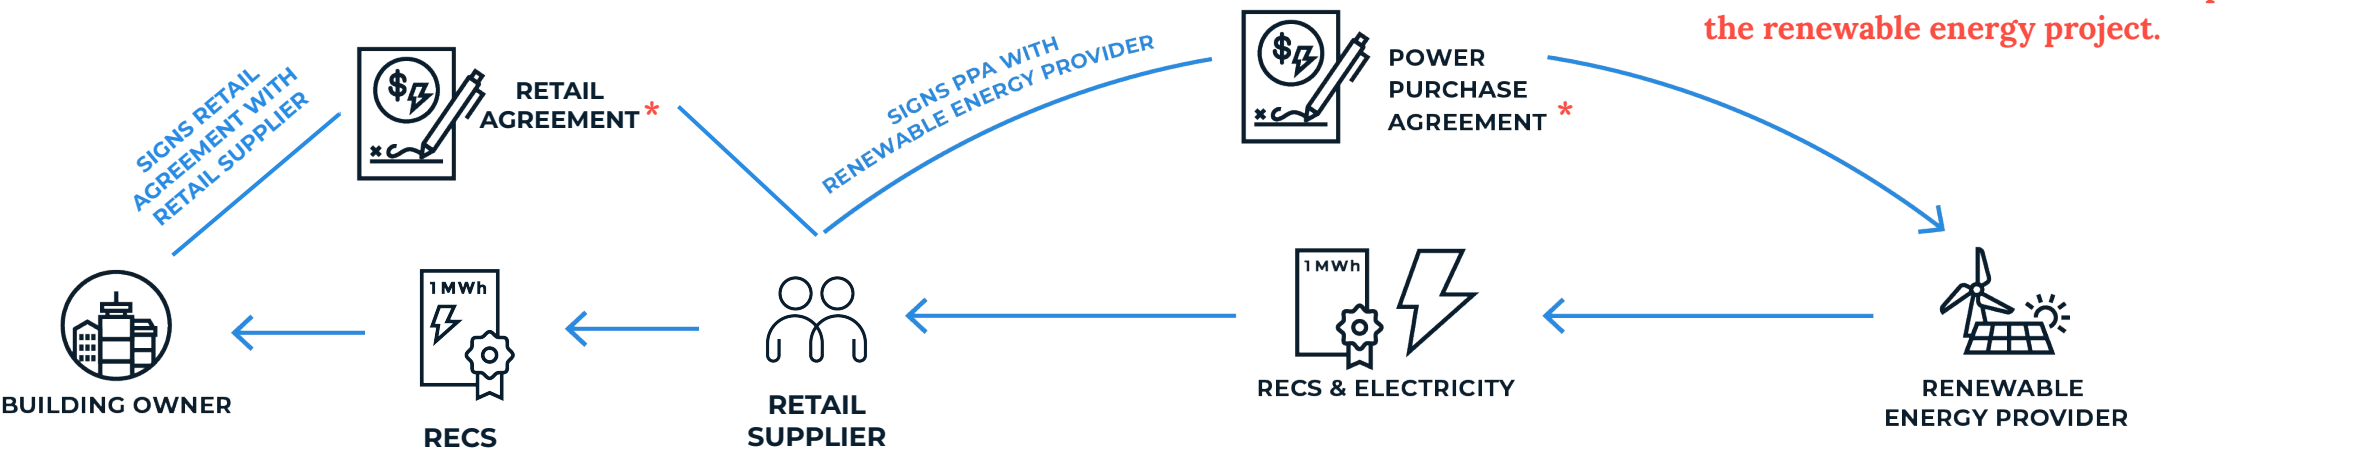 the renewable energy project.
SIGNS RETAIL
AGREEMENT WITH
RETAIL SUPPLIER
$
×
RETAIL
AGREEMENT *
SIGNS PPA WITH
RENEWABLE ENERGY PROVIDER
$
×
POWER
PURCHASE
AGREEMENT *
BUILDING OWNER
1 MWh
RECS
RETAIL
SUPPLIER
1 MWh
RECS & ELECTRICITY
RENEWABLE
ENERGY PROVIDER